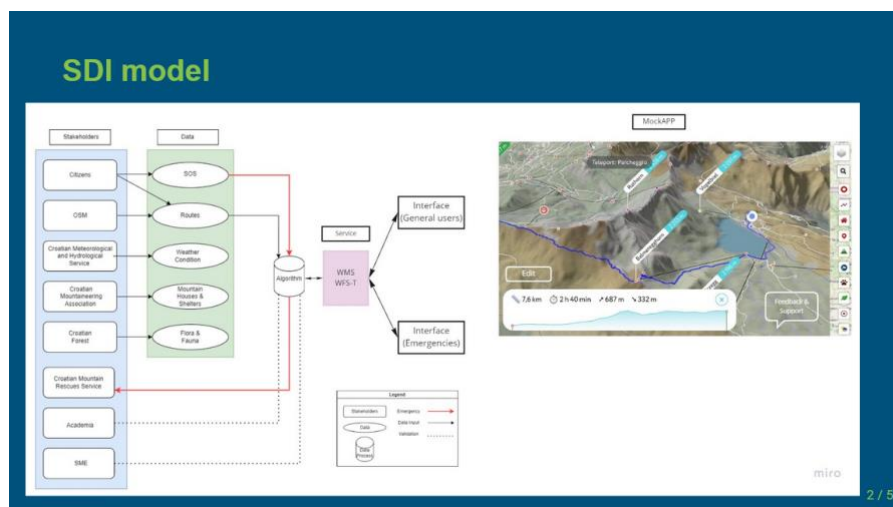 SDI model
Stakeholders
Data
Citizens
OSM
Croatian Meteorological
and Hydrological
Service
Croatian
Mountaineering
Association
Croatian
Forest
Croatian Mountain
Rescues Service
Academia
SME
SOS
Routes
Weather
Condition
Mountain
Houses &
Shelters
Flora &
Fauna
Algorithm
Service
WMS
WFS-T
Interface
(General users)
Interface
(Emergencies)
Legend
Stakeholders
Data
Data
Process
Emergency
Data Input
Validation
MockAPP
Teleport: Parcheggio
Edit
7,6 km
2 h 40 min
687 m
332 m
Feedback &
Support
miro
2 / 5